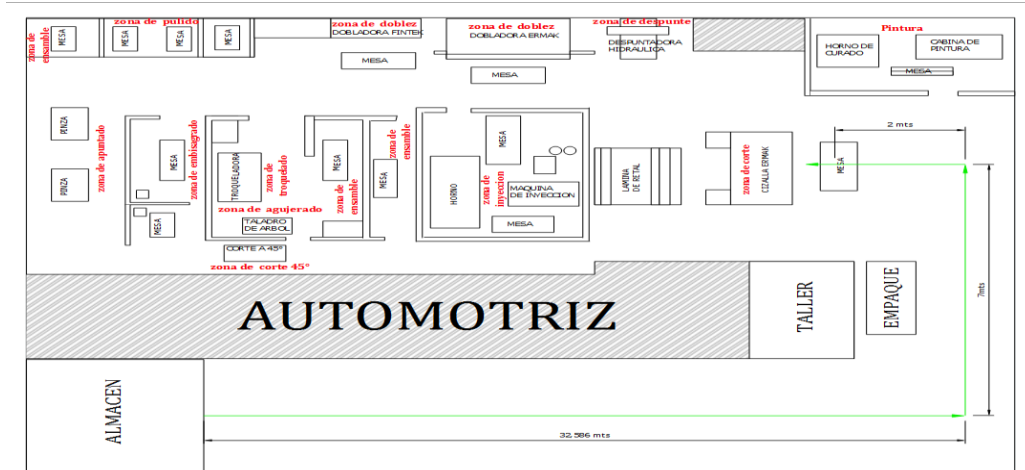 zona de pulido
zona de doblez
zona de doblez
zona de despunte
Pintura
zona de
ensamble
MESA
MESA
MESA
MESA
DOBLADORA FINTEK
MESA
DOBLADORA ERMAK
MESA
DESPUNTADORA
HIDRAULICA
HORNO DE
CURADO
CABINA DE
PINTURA
MESA
PINZA
PINZA
zona de apuntado
MESA
zona de embisagrado
MESA
TROQUELADORA
zona de
troquelado
zona de agujerado
TALADRO
DE ARBOL
CORTE A 45°
zona de corte 45°
MESA
zona de
ensamble
MESA
zona de
ensamble
HORNO
MESA
zona de
inyeccion
MAQUINA
DE INYECCION
MESA
LAMINA
DE RETAL
zona de corte
CIZALLA ERMAK
MESA
2 mts
7mts
AUTOMOTRIZ
TALLER
EMPAQUE
ALMACEN
32.586 mts